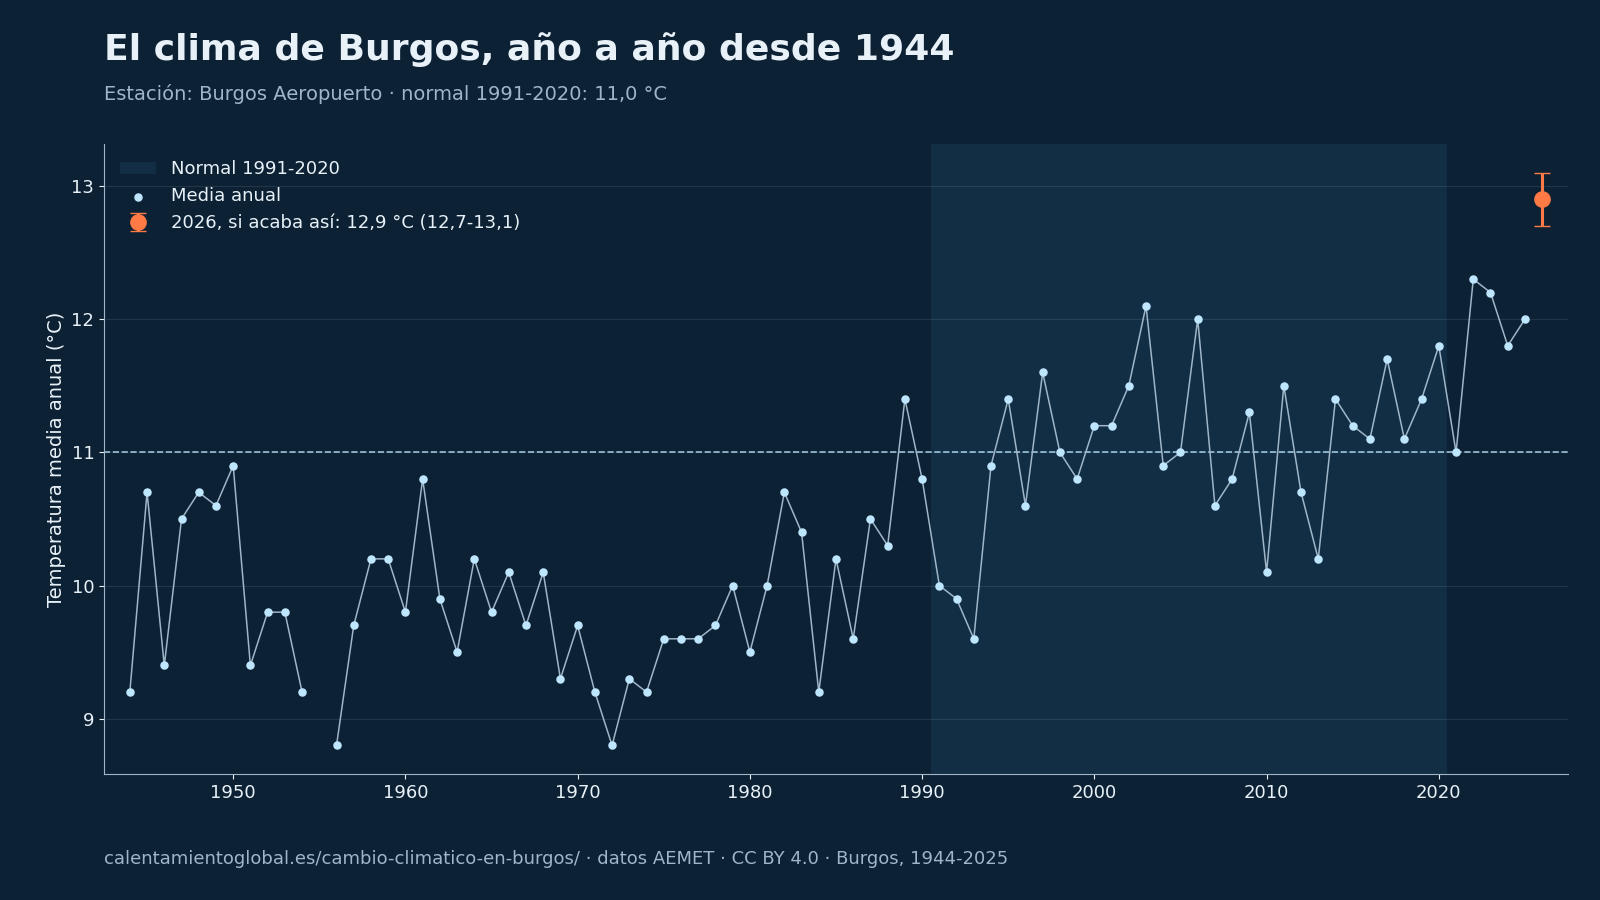 El clima de Burgos, año a año desde 1944
Estación: Burgos Aeropuerto · normal 1991-2020: 11,0 °C
Normal 1991-2020
Media anual
2026, si acaba así: 12,9 °C (12,7-13,1)
Temperatura media anual (°C)
13
12
11
10
9
1950 1960 1970 1980 1990 2000 2010 2020
calentamientoglobal.es/cambio-climatico-en-burgos/ · datos AEMET · CC BY 4.0 · Burgos, 1944-2025